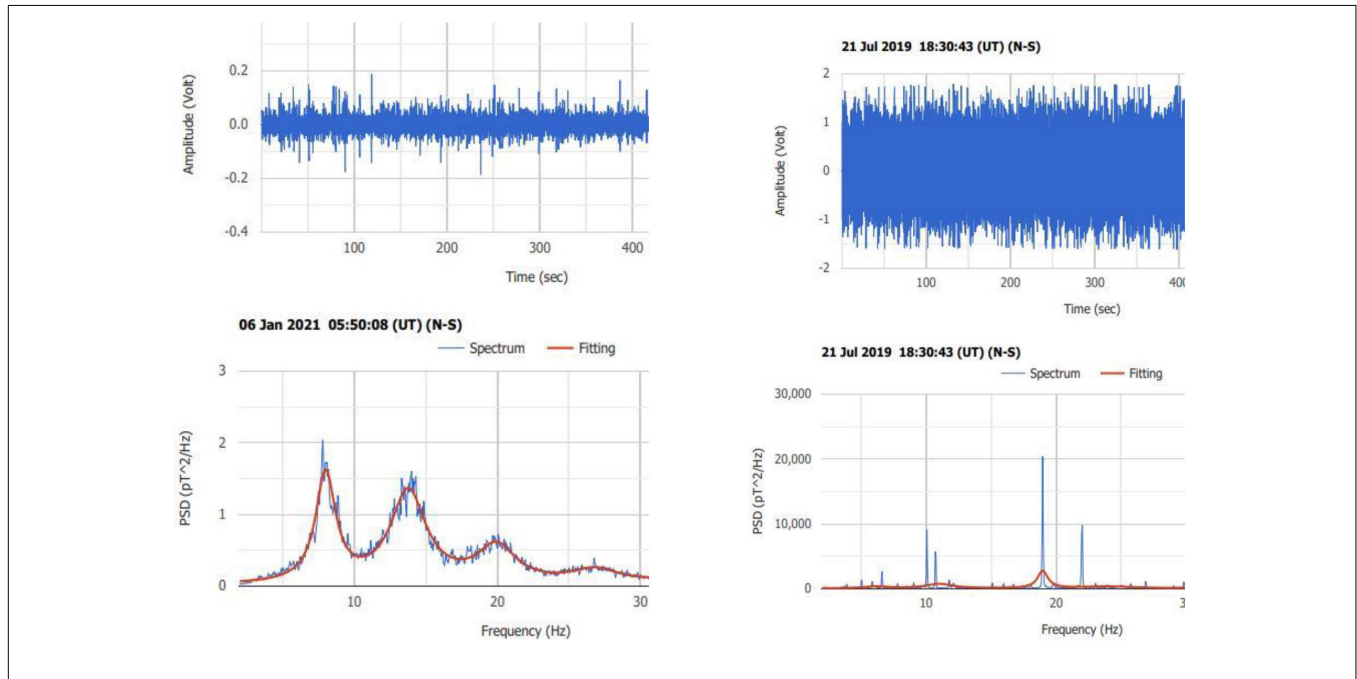 0.2
0.0
-0.2
-0.4
Amplitude (Volt)
100
200
300
400
Time (sec)
06 Jan 2021 05:50:08 (UT) (N-S)
Spectrum
Fitting
3
2
1
0
PSD (pT^2/Hz)
10
20
30
Frequency (Hz)
21 Jul 2019 18:30:43 (UT) (N-S)
2
1
0
-1
-2
Amplitude (Volt)
100
200
300
40
Time (sec)
21 Jul 2019 18:30:43 (UT) (N-S)
Spectrum
Fitting
30,000
20,000
10,000
0
PSD (pT^2/Hz)
10
20
3
Frequency (Hz)